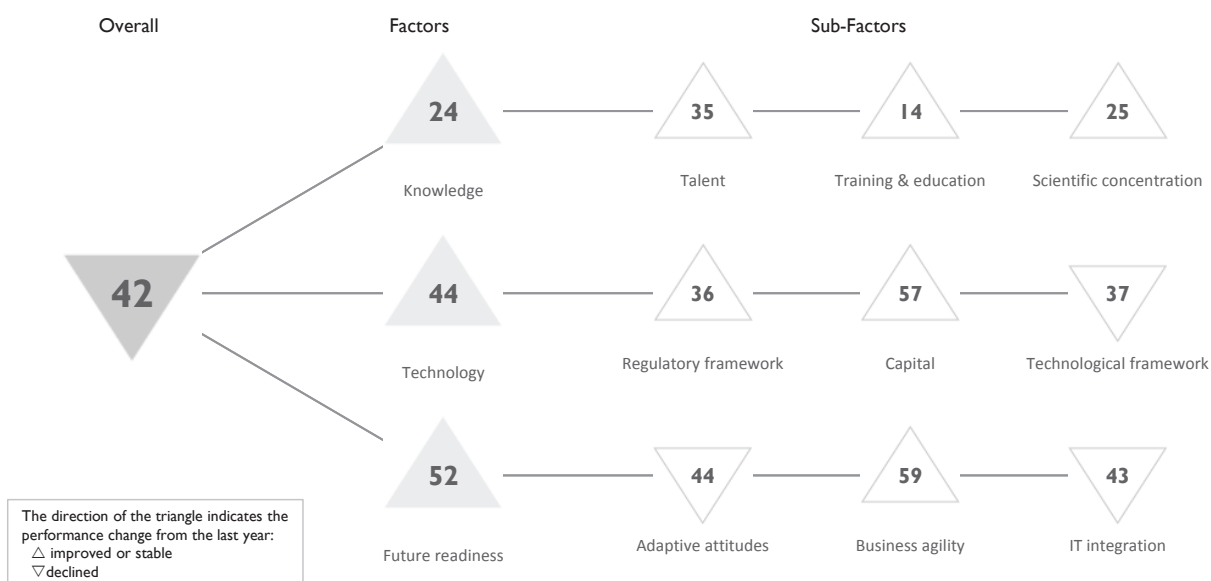 Overall Factors Sub-Factors
24 35 14 25
Knowledge Talent Training & education Scientific concentration
42 44 36 57 37
Technology Regulatory framework Capital Technological framework
52 44 59 43
Future readiness Adaptive attitudes Business agility IT integration
The direction of the triangle indicates the
performance change from the last year:
△ improved or stable
▽ declined